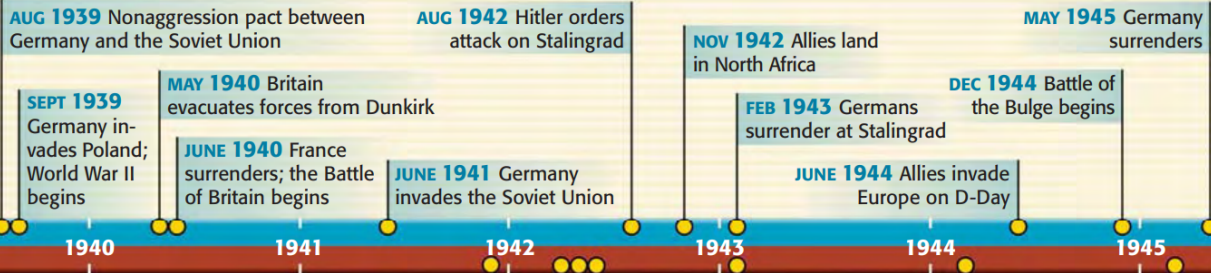 AUG 1939 Nonaggression pact between
Germany and the Soviet Union
SEPT 1939
Germany in-
vades Poland;
World War II
begins
MAY 1940 Britain
evacuates forces from Dunkirk
JUNE 1940 France
surrenders; the Battle
of Britain begins
JUNE 1941 Germany
invades the Soviet Union
AUG 1942 Hitler orders
attack on Stalingrad
NOV 1942 Allies land
in North Africa
FEB 1943 Germans
surrender at Stalingrad
JUNE 1944 Allies invade
Europe on D-Day
DEC 1944 Battle of
the Bulge begins
MAY 1945 Germany
surrenders
1940
1941
1942
1943
1944
1945